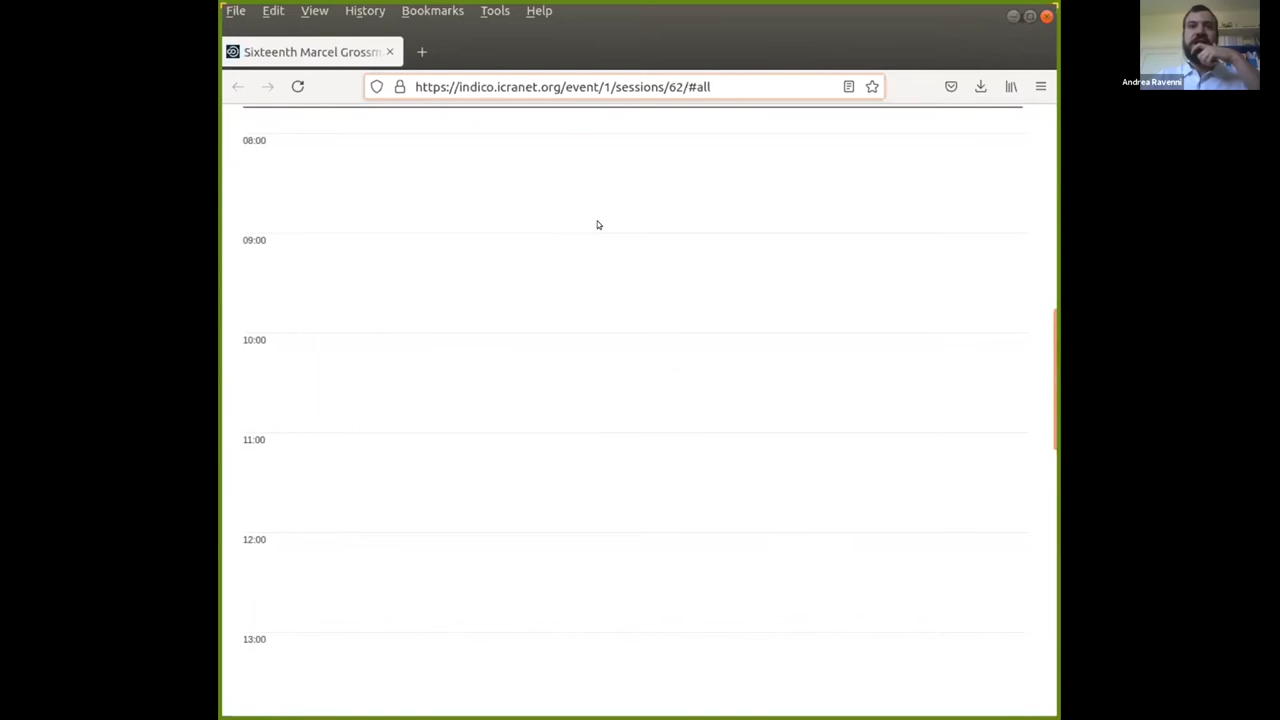 File Edit View History Bookmarks Tools Help
Sixteenth Marcel Grossm
https://indico.icranet.org/event/1/sessions/62/#all
08:00
09:00
10:00
11:00
12:00
13:00
Andrea Ravenni